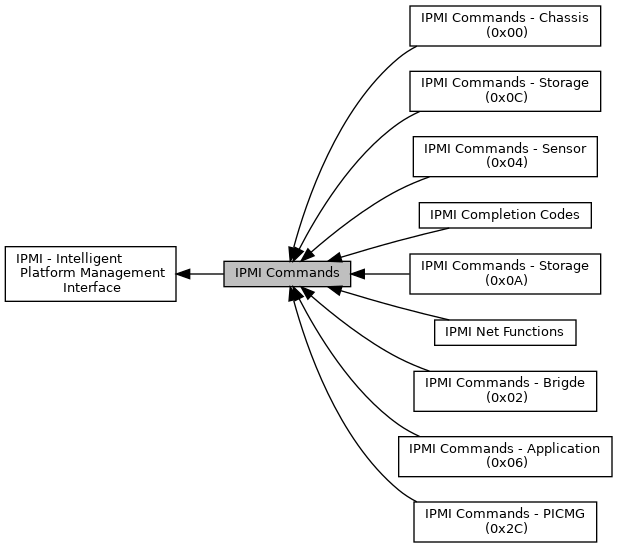 IPMI - Intelligent
Platform Management
Interface
IPMI Commands
IPMI Commands - Chassis
(0x00)
IPMI Commands - Storage
(0x0C)
IPMI Commands - Sensor
(0x04)
IPMI Completion Codes
IPMI Commands - Storage
(0x0A)
IPMI Net Functions
IPMI Commands - Brigde
(0x02)
IPMI Commands - Application
(0x06)
IPMI Commands - PICMG
(0x2C)